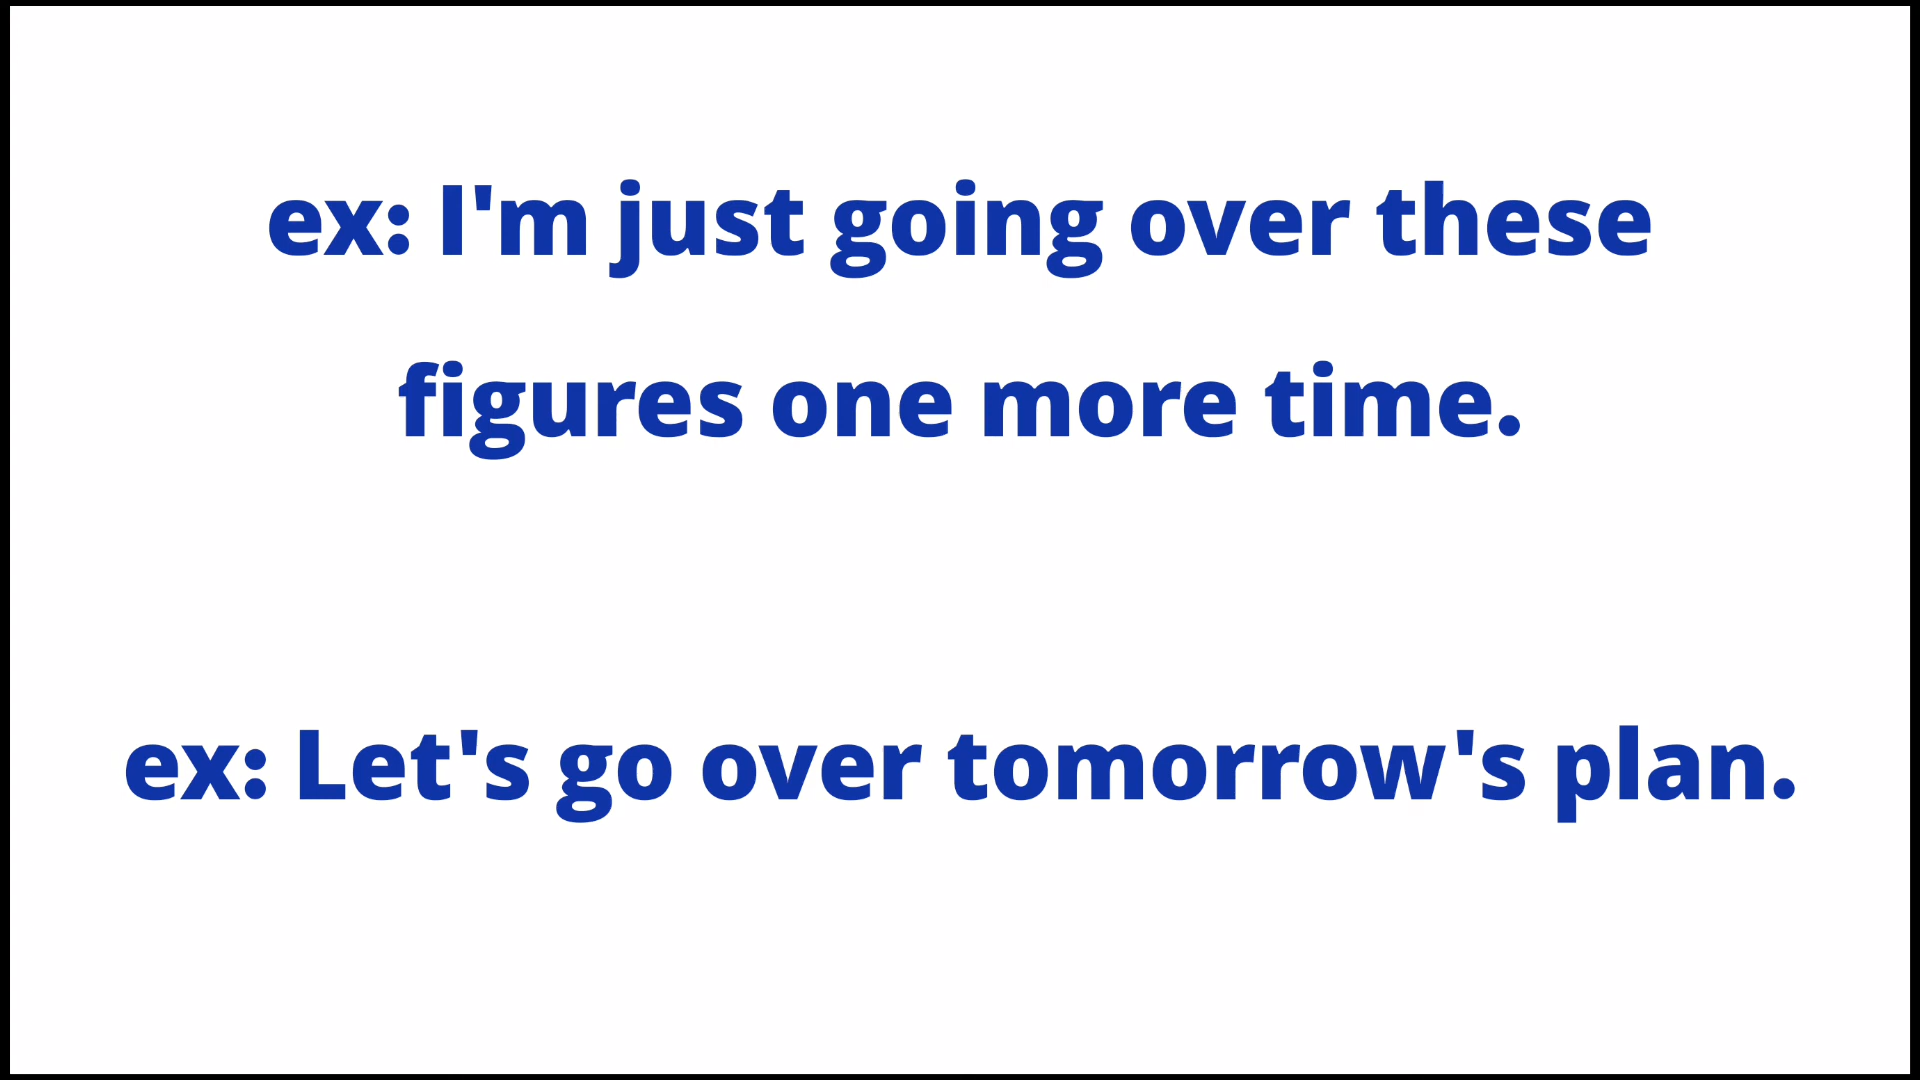 ex: I'm just going over these
figures one more time.
ex: Let's go over tomorrow's plan.